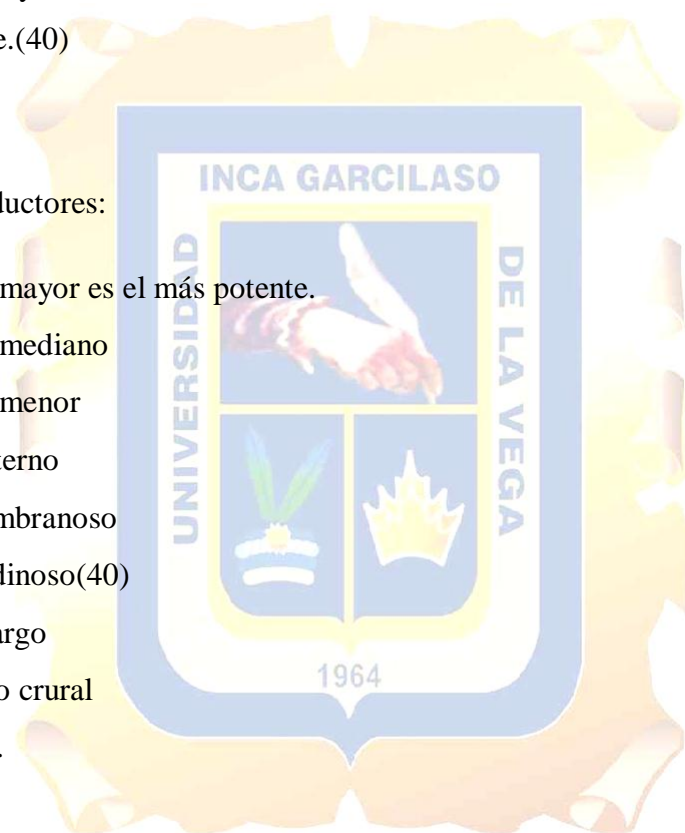 e.(40)
ductores:
mayor es el más potente.
mediano
menor
terno
mbranoso
dinoso(40)
argo
o crural
INCA GARCILASO
UNIVERSIDAD
DE LA VEGA
1964